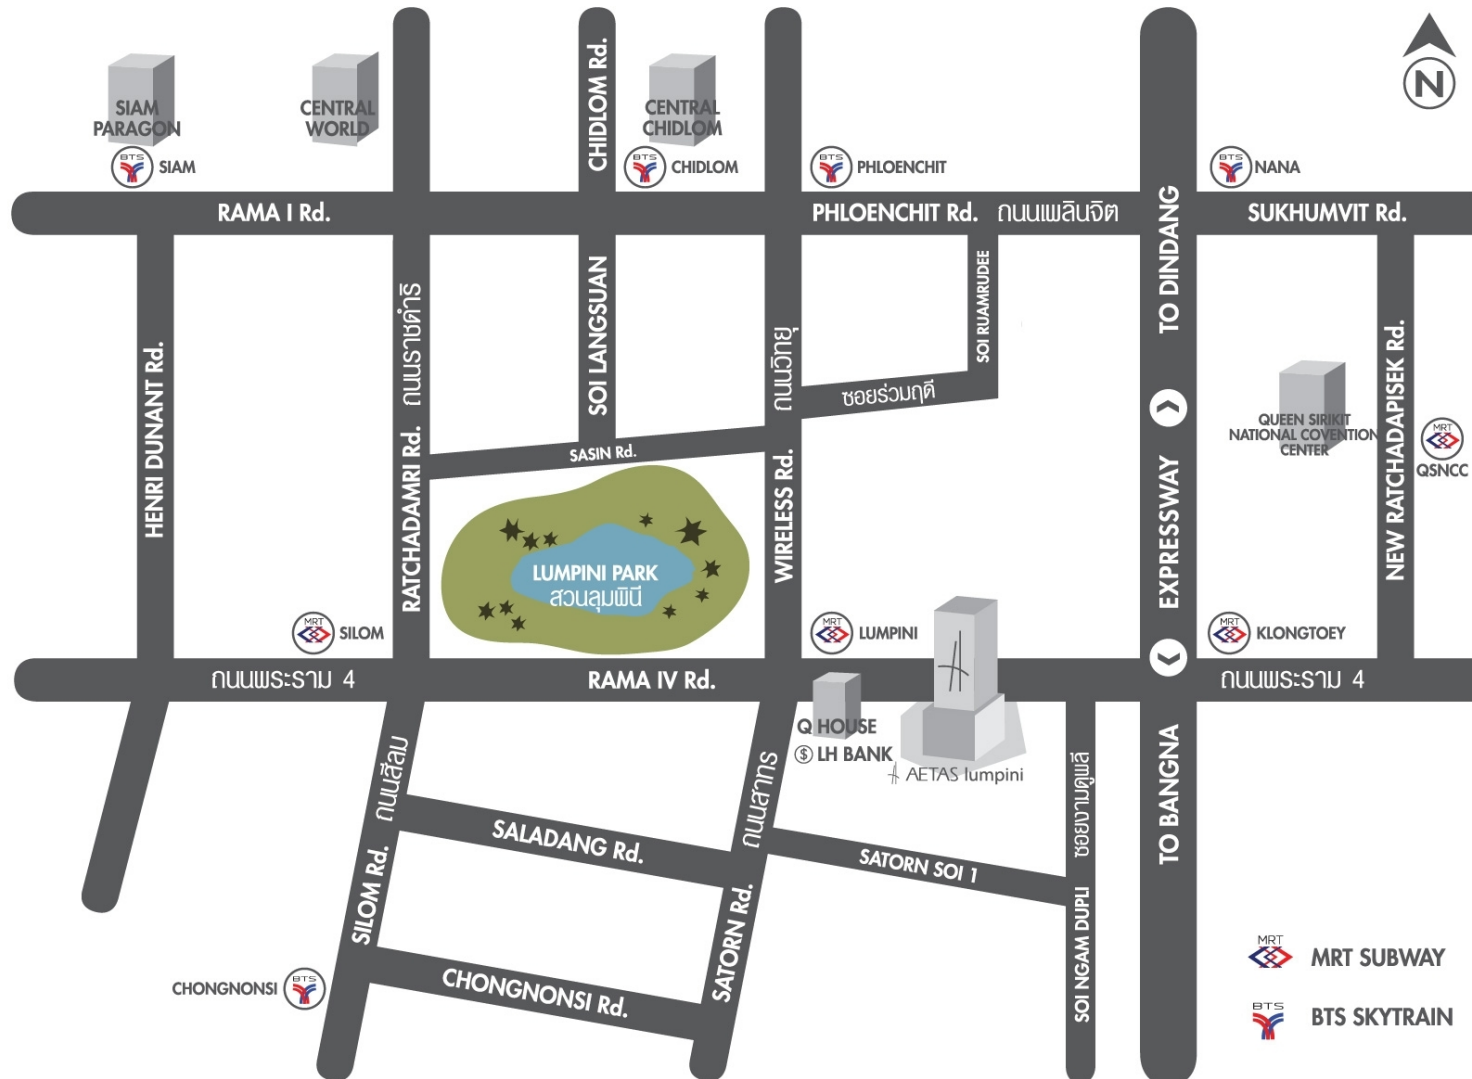 SIAM
PARAGON
CENTRAL
WORLD
CHIDLOM Rd.
CENTRAL
CHIDLOM
N
BTS
SIAM
BTS
CHIDLOM
BTS
PHLOENCHIT
BTS
NANA
RAMA I Rd.
PHLOENCHIT Rd.
ถนนเพลินจิต
SUKHUMVIT Rd.
TO DINDANG
HENRI DUNANT Rd.
ถนนราชดำริ
RATCHADAMRI Rd.
SOI LANGSUAN
ถนนวิทยุ
WIRELESS Rd.
SOI RUAMRUDEE
ซอยร่วมฤดี
SASIN Rd.
EXPRESSWAY
QUEEN SIRIKIT
NATIONAL COVENTION
CENTER
NEW RATCHADAPISEK Rd.
MRT
QSNCC
LUMPINI PARK
สวนลุมพินี
MRT
SILOM
MRT
LUMPINI
MRT
KLONGTOEY
ถนนพระราม 4
RAMA IV Rd.
ถนนพระราม 4
Q HOUSE
$ LH BANK
AETAS lumpini
ถนนสีลม
SILOM Rd.
ถนนสาทร
SATORN Rd.
SALADANG Rd.
SATORN SOI 1
ซอยงามดูพลี
SOI NGAM DUPLI
TO BANGNA
CHONGNONSI
BTS
CHONGNONSI Rd.
MRT
MRT SUBWAY
BTS
BTS SKYTRAIN